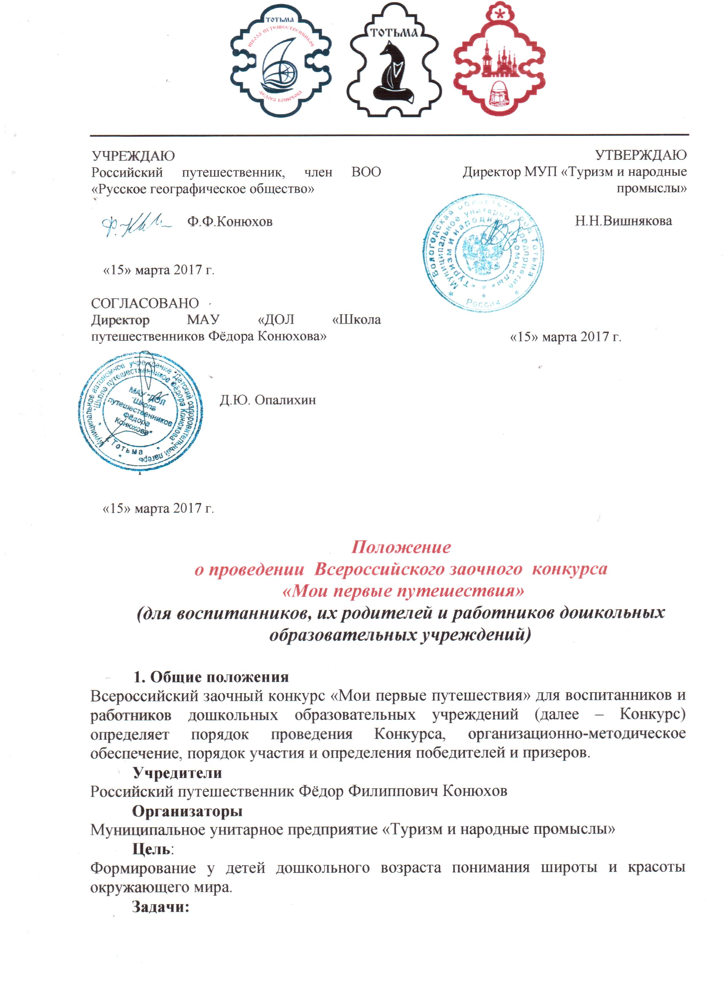 ТОТЬМА
ШКОЛА ПУТЕШЕСТВЕННИКОВ
ФЁДОРА КОНЮХОВА
ТОТЬМА
УЧРЕЖДАЮ
Российский путешественник, член ВОО
«Русское географическое общество»
Ф.Ф.Конюхов
«15» марта 2017 г.
УТВЕРЖДАЮ
Директор МУП «Туризм и народные
промыслы»
Н.Н.Вишнякова
Вологодская область * город Тотьма
Муниципальное унитарное предприятие
«Туризм и народные промыслы»
Россия
«15» марта 2017 г.
СОГЛАСОВАНО
Директор МАУ «ДОЛ «Школа
путешественников Фёдора Конюхова»
Муниципальное автономное учреждение "Детский оздоровительный лагерь
"Школа путешественников Фёдора Конюхова"
МАУ "ДОЛ
"Школа
путешественников
Фёдора
Конюхова"
г. Тотьма
Д.Ю. Опалихин
«15» марта 2017 г.
Положение
о проведении Всероссийского заочного конкурса
«Мои первые путешествия»
(для воспитанников, их родителей и работников дошкольных
образовательных учреждений)
1. Общие положения
Всероссийский заочный конкурс «Мои первые путешествия» для воспитанников и
работников дошкольных образовательных учреждений (далее – Конкурс)
определяет порядок проведения Конкурса, организационно-методическое
обеспечение, порядок участия и определения победителей и призеров.
Учредители
Российский путешественник Фёдор Филиппович Конюхов
Организаторы
Муниципальное унитарное предприятие «Туризм и народные промыслы»
Цель:
Формирование у детей дошкольного возраста понимания широты и красоты
окружающего мира.
Задачи: